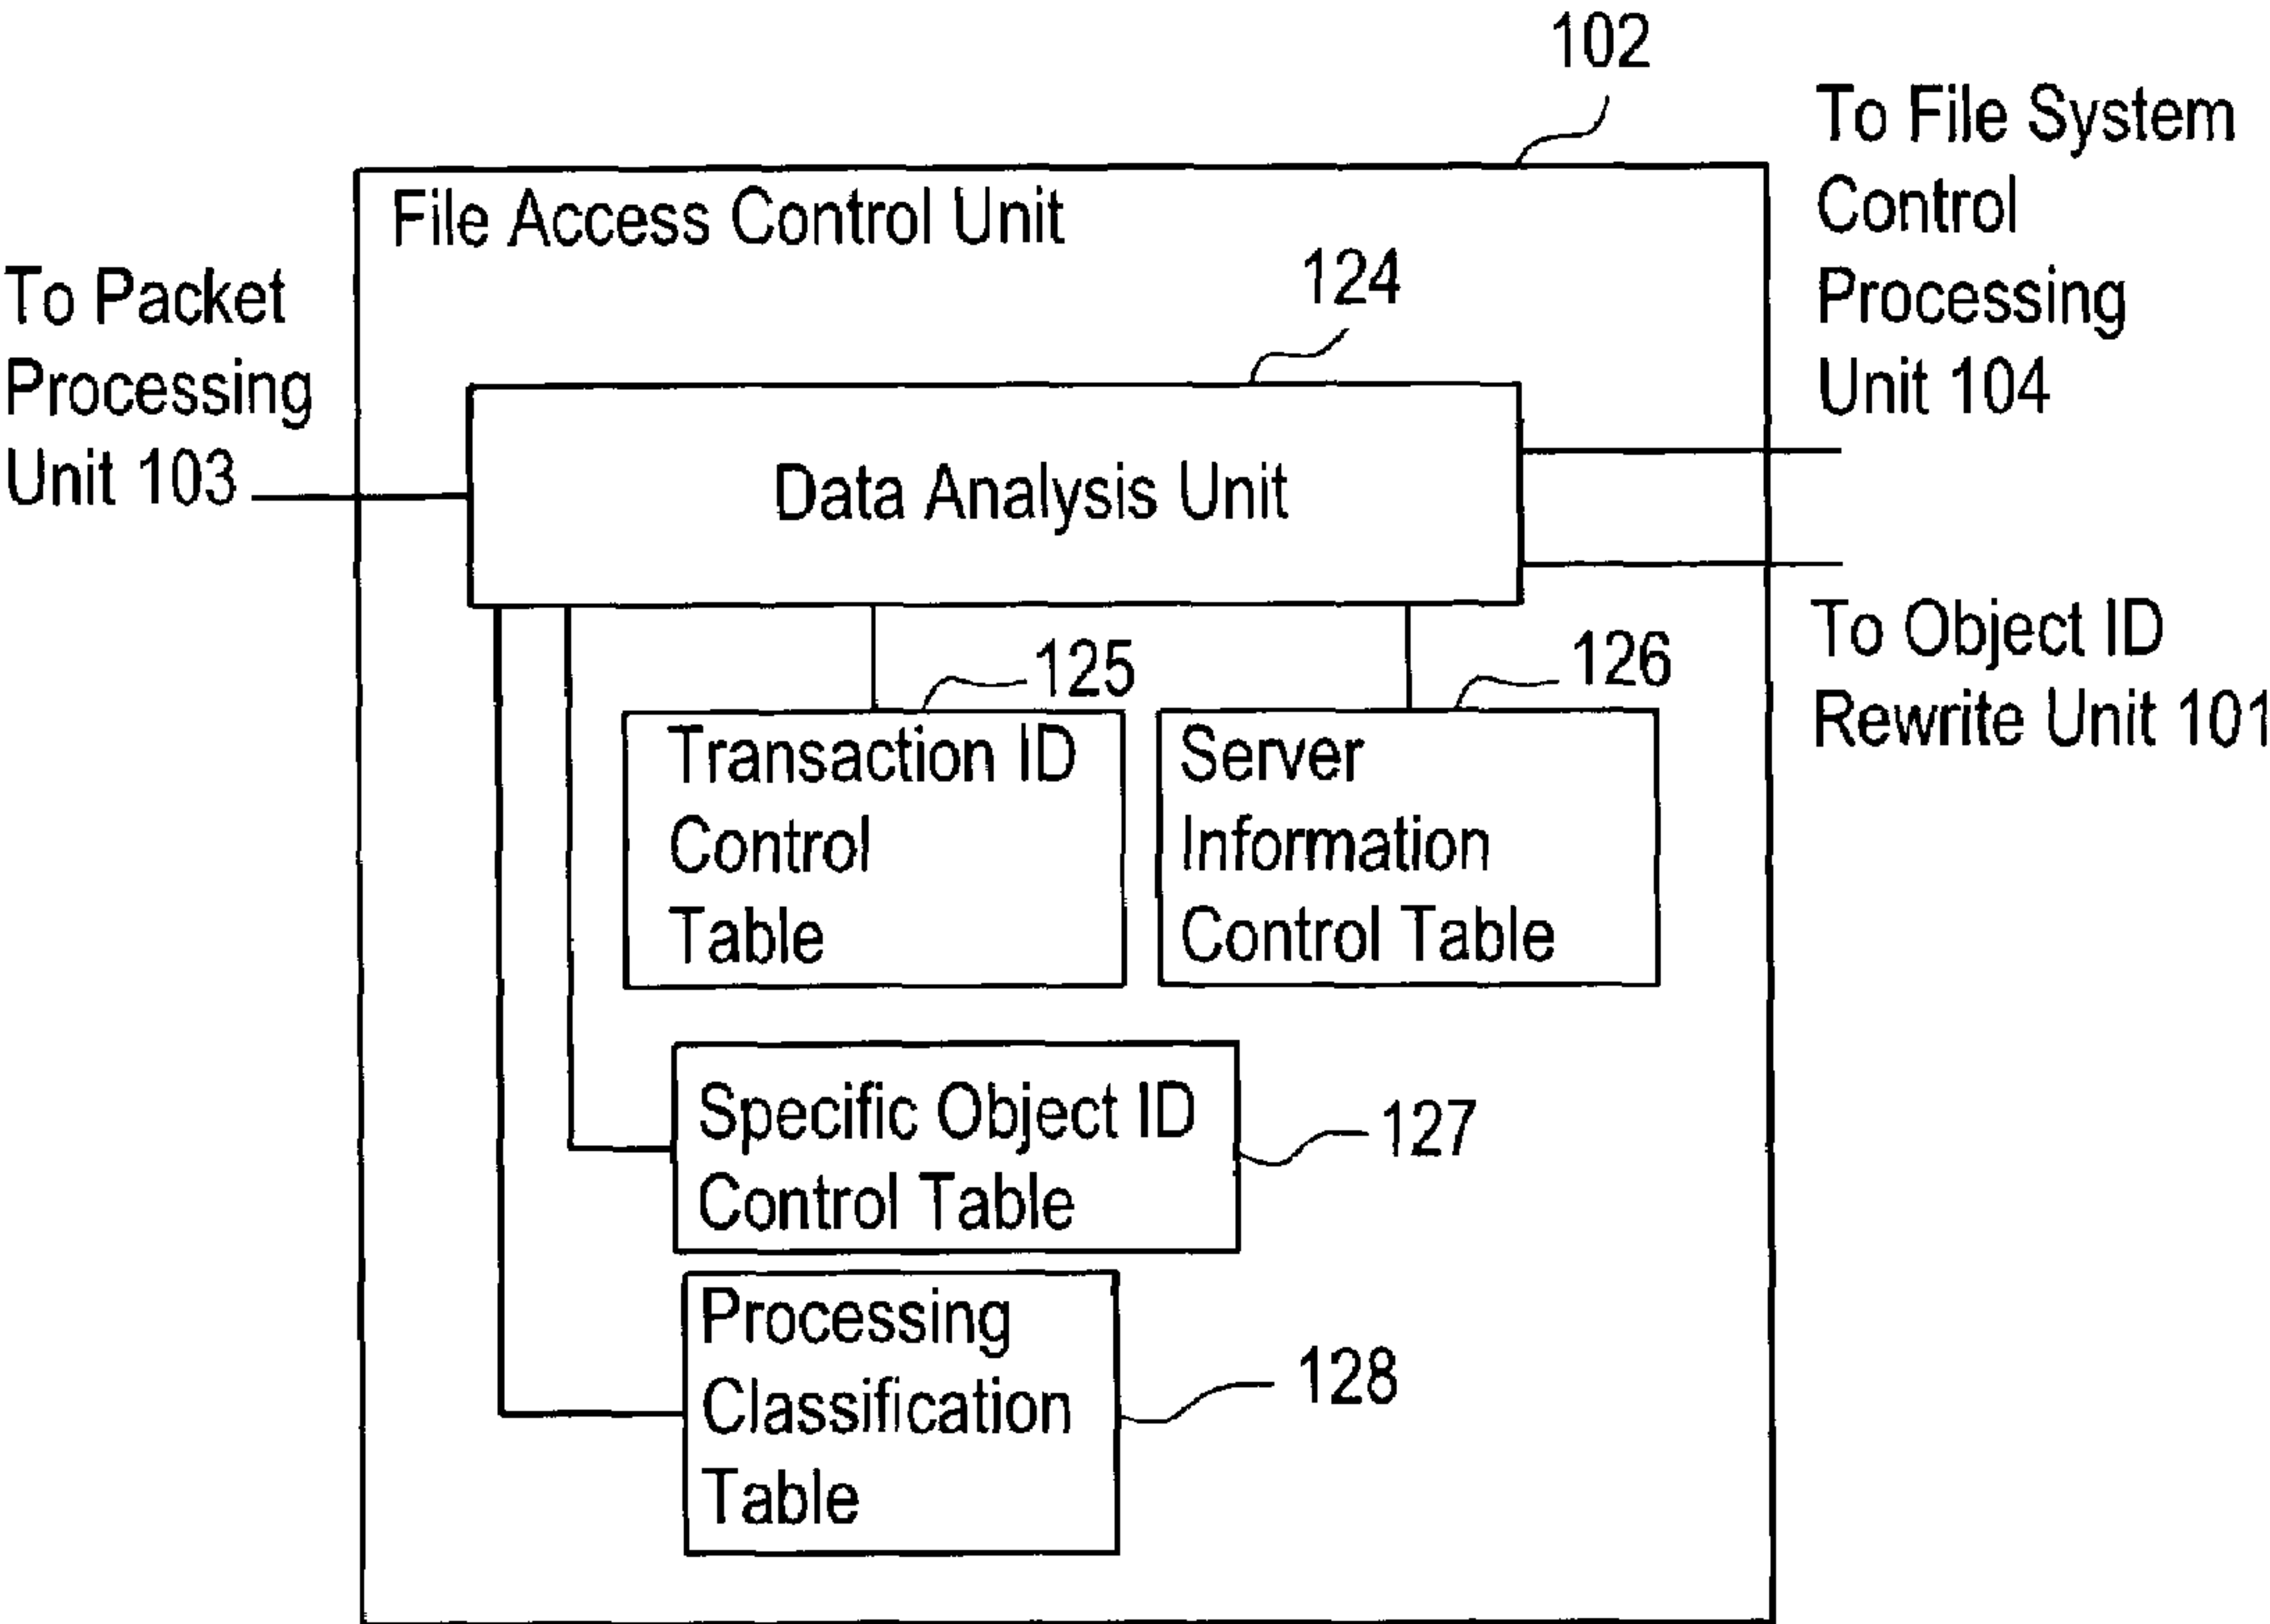 102
To File System
Control
Processing
Unit 104
File Access Control Unit
To Packet
Processing
Unit 103
124
Data Analysis Unit
To Object ID
Rewrite Unit 101
125
126
Transaction ID
Control
Table
Server
Information
Control Table
Specific Object ID
Control Table
127
Processing
Classification
Table
128